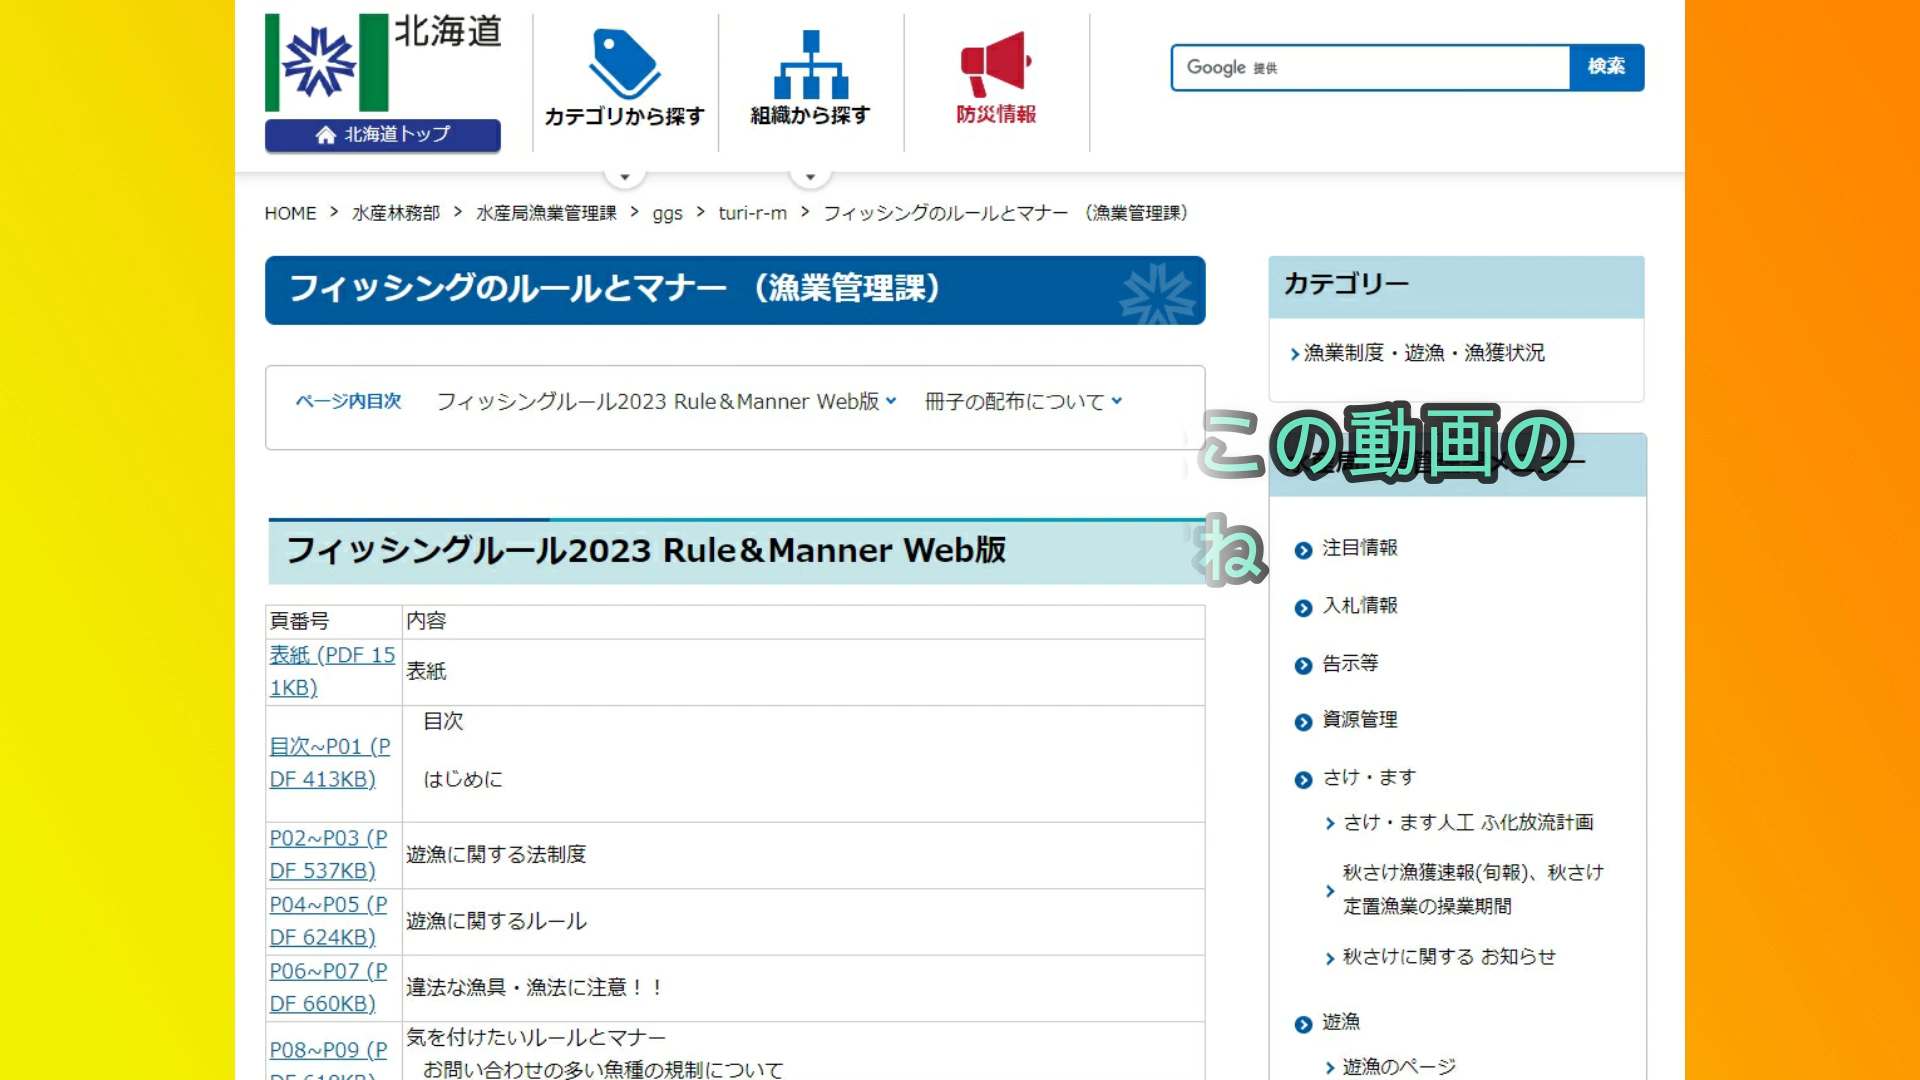 北海道
北海道トップ
カテゴリから探す
組織から探す
防災情報
Google 提供
検索
HOME > 水産林務部 > 水産局漁業管理課 > ggs > turi-r-m > フィッシングのルールとマナー （漁業管理課）
フィッシングのルールとマナー （漁業管理課）
ページ内目次 フィッシングルール2023 Rule＆Manner Web版 冊子の配布について
フィッシングルール2023 Rule＆Manner Web版
頁番号 内容
表紙 (PDF 15
1KB)
表紙
目次~P01 (P
DF 413KB)
目次
はじめに
P02~P03 (P
DF 537KB)
遊漁に関する法制度
P04~P05 (P
DF 624KB)
遊漁に関するルール
P06~P07 (P
DF 660KB)
違法な漁具・漁法に注意！！
P08~P09 (P
DF 618KB)
気を付けたいルールとマナー
お問い合わせの多い魚種の規制について
カテゴリー
漁業制度・遊漁・漁獲状況
この動画の
ね
注目情報
入札情報
告示等
資源管理
さけ・ます
さけ・ます人工 ふ化放流計画
秋さけ漁獲速報(旬報)、秋さけ
定置漁業の操業期間
秋さけに関する お知らせ
遊漁
遊漁のページ